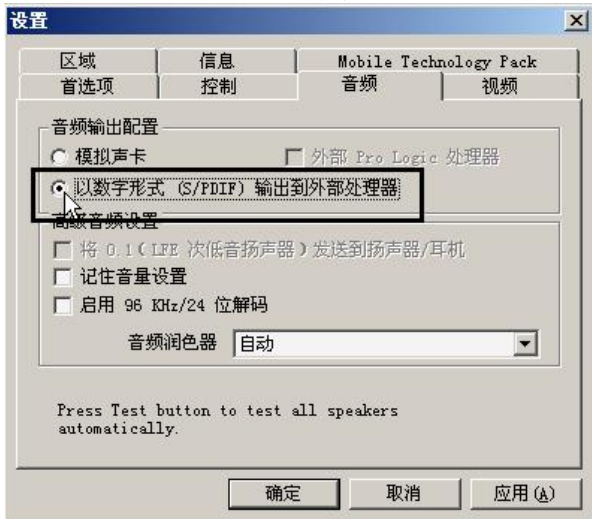 设置
区域 信息 Mobile Technology Pack
首选项 控制 音频 视频
音频输出配置
模拟声卡 外部 Pro Logic 处理器
以数字形式 (S/PDIF) 输出到外部处理器
高级音频设置
将 0.1(LFE 次低音扬声器)发送到扬声器/耳机
记住音量设置
启用 96 KHz/24 位解码
音频润色器 自动
Press Test button to test all speakers
automatically.
确定 取消 应用(A)